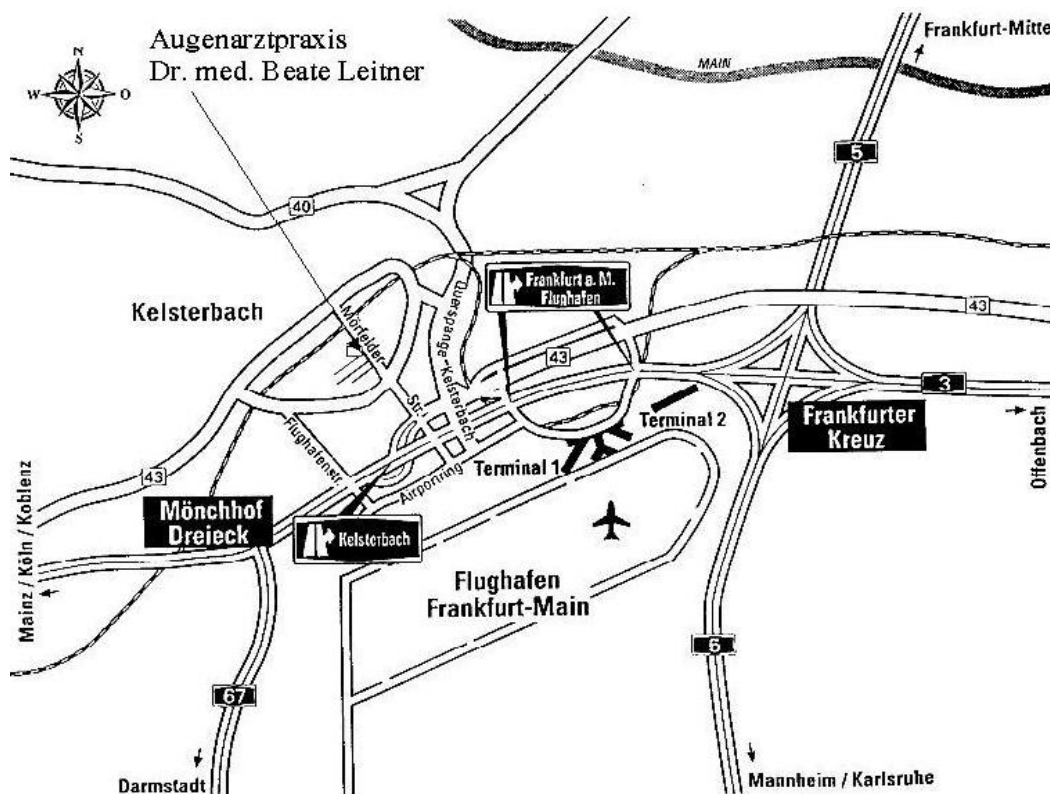 Augenarztpraxis
Dr. med. Beate Leitner
N
W
O
S
Frankfurt-Mitte
MAIN
5
40
Kelsterbach
Mörfelder
Str.
Querspange-Kelsterbach
Frankfurt a. M.
Flughafen
43
43
3
Offenbach
Frankfurter
Kreuz
Terminal 2
Terminal 1
Flughafenstr.
Airportring
43
Mönchhof
Dreieck
Kelsterbach
Mainz / Köln / Koblenz
Flughafen
Frankfurt-Main
6
67
Darmstadt
Mannheim / Karlsruhe